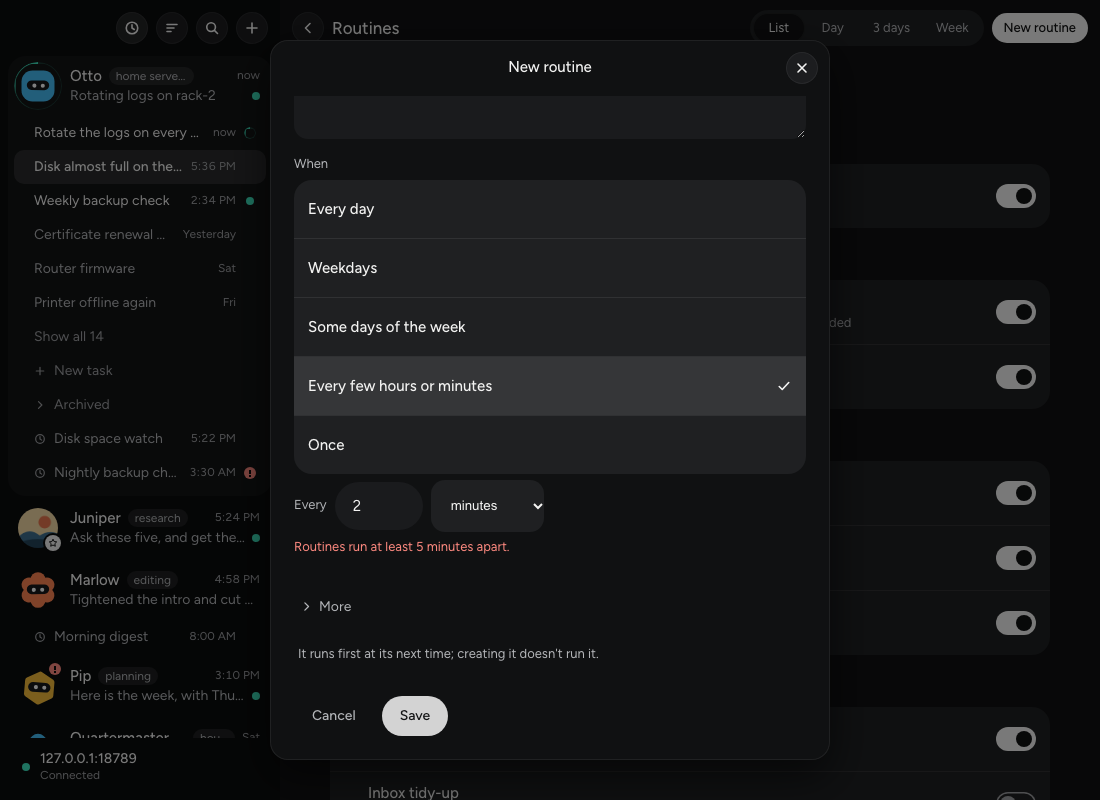 Routines
List
Day
3 days
Week
New routine
Otto
home serve...
now
Rotating logs on rack-2
Rotate the logs on every ...
now
Disk almost full on the...
5:36 PM
Weekly backup check
2:34 PM
Certificate renewal ...
Yesterday
Router firmware
Sat
Printer offline again
Fri
Show all 14
New task
Archived
Disk space watch
5:22 PM
Nightly backup ch...
3:30 AM
Juniper
research
5:24 PM
Ask these five, and get the...
Marlow
editing
4:58 PM
Tightened the intro and cut ...
Morning digest
8:00 AM
Pip
planning
3:10 PM
Here is the week, with Thu...
Quartermaster
hou...
Sat
127.0.0.1:18789
Connected
New routine
When
Every day
Weekdays
Some days of the week
Every few hours or minutes
Once
Every
2
minutes
Routines run at least 5 minutes apart.
More
It runs first at its next time; creating it doesn't run it.
Cancel
Save
Inbox tidy-up